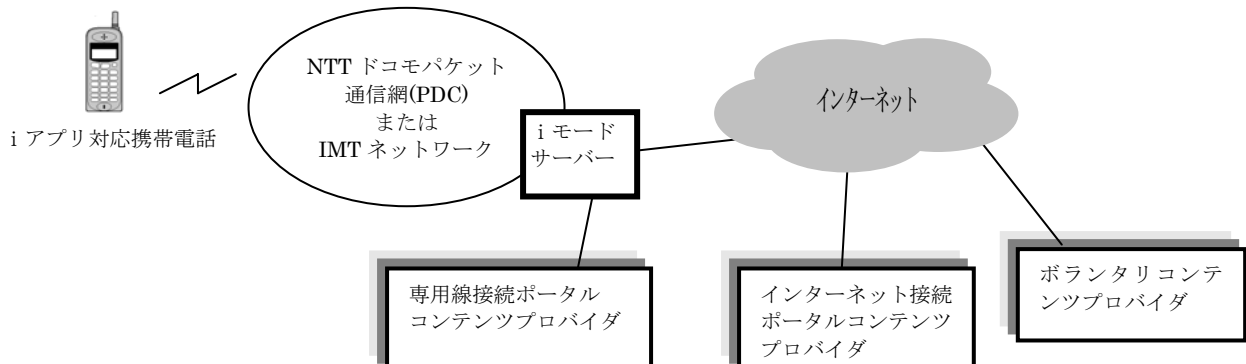 NTT ドコモパケット
通信網(PDC)
または
IMT ネットワーク
i アプリ対応携帯電話
i モード
サーバー
インターネット
専用線接続ポータル
コンテンツプロバイダ
インターネット接続
ポータルコンテンツ
プロバイダ
ボランタリコンテ
ンツプロバイダ